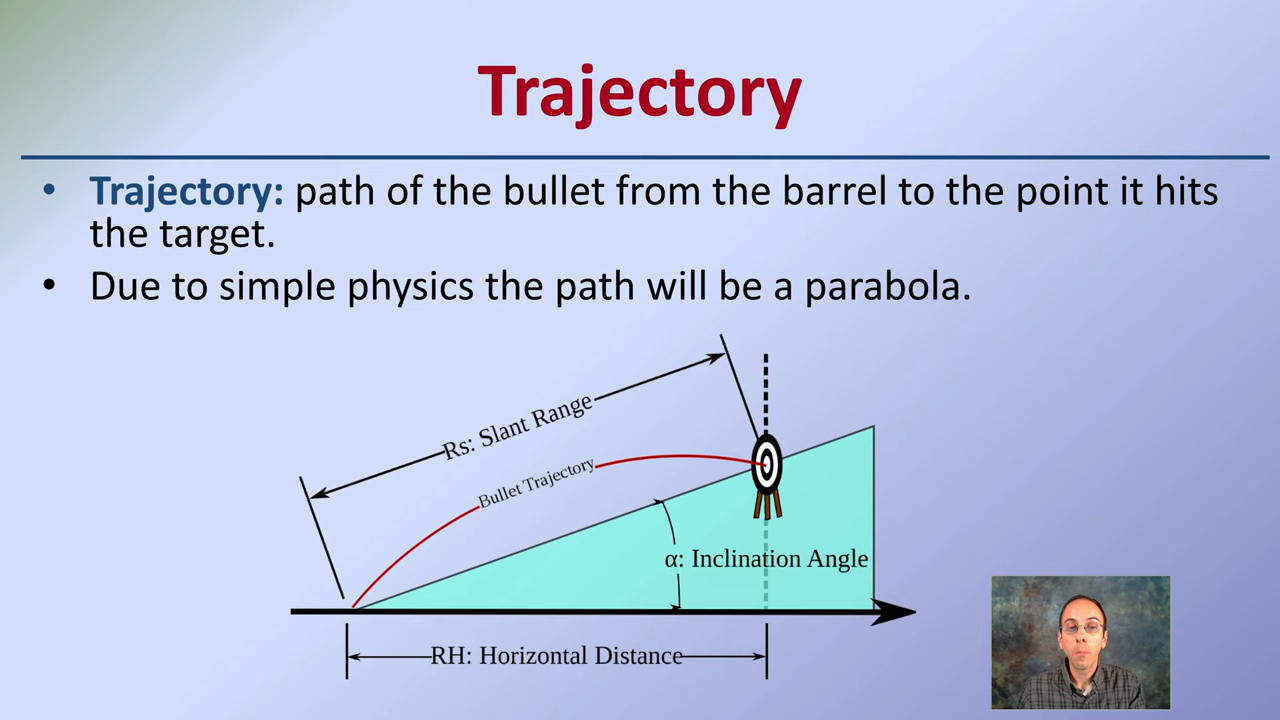 Trajectory
• Trajectory: path of the bullet from the barrel to the point it hits
the target.
• Due to simple physics the path will be a parabola.
Rs: Slant Range
Bullet Trajectory
α: Inclination Angle
RH: Horizontal Distance